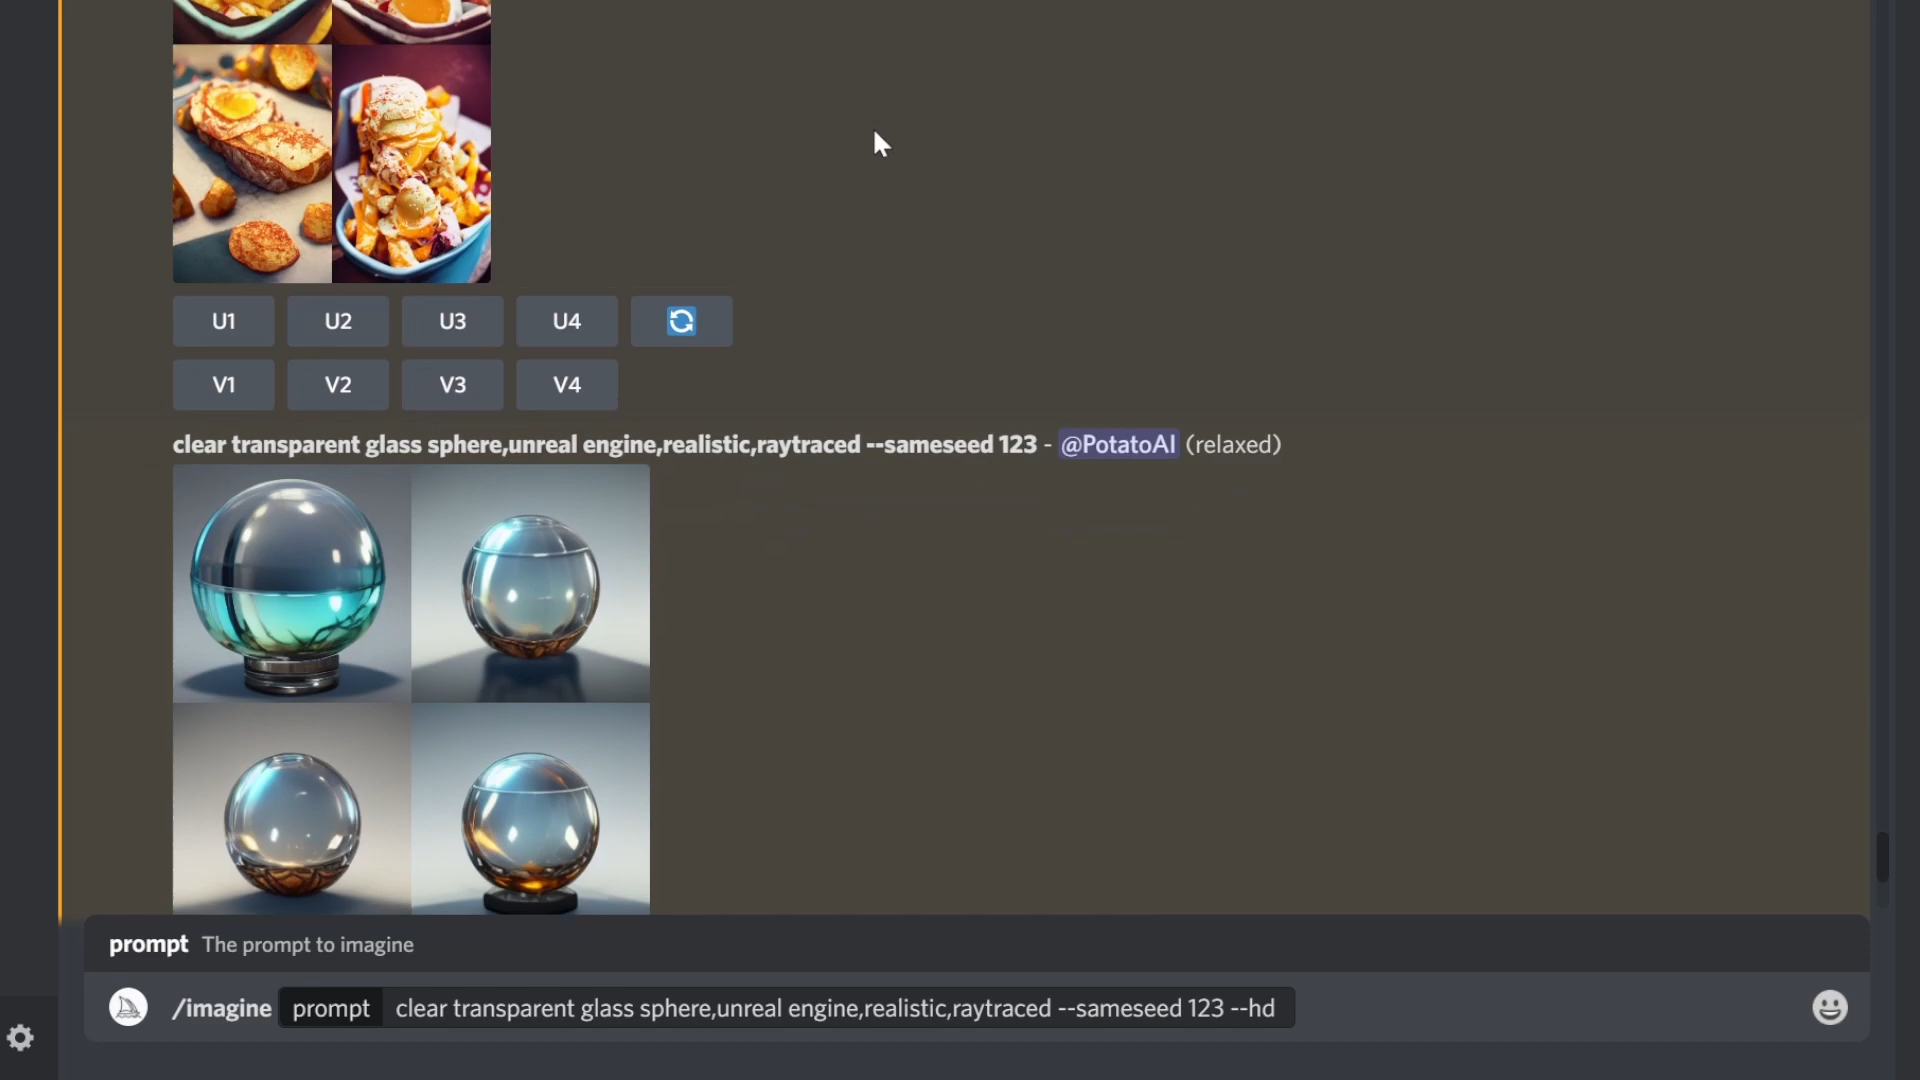 U1 U2 U3 U4
V1 V2 V3 V4
clear transparent glass sphere,unreal engine,realistic,raytraced --sameseed 123 - @PotatoAI (relaxed)
prompt The prompt to imagine
/imagine prompt clear transparent glass sphere,unreal engine,realistic,raytraced --sameseed 123 --hd